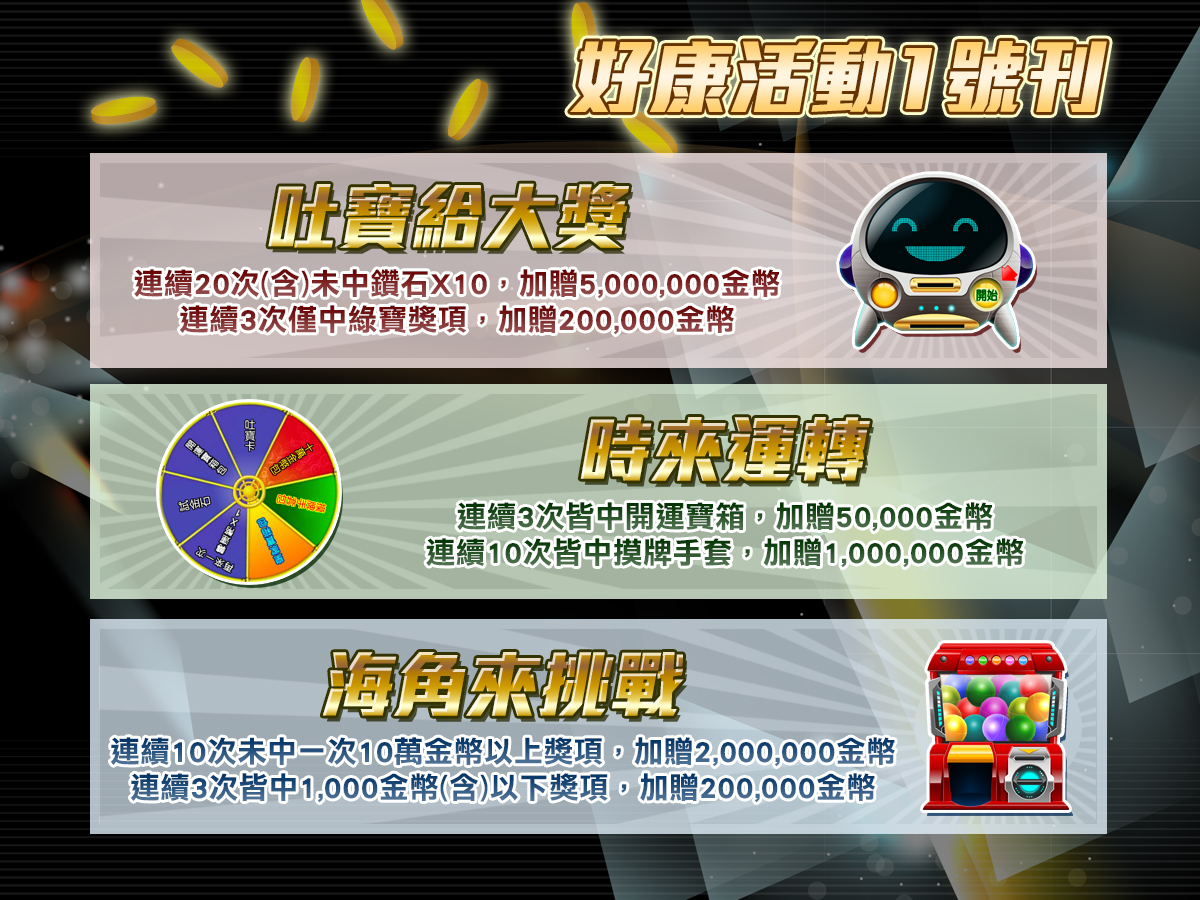 好康活動1號刊
吐寶給大獎
連續20次(含)未中鑽石X10，加贈5,000,000金幣
連續3次僅中綠寶獎項，加贈200,000金幣
開始
吐寶卡
時來運轉
連續3次皆中開運寶箱，加贈50,000金幣
連續10次皆中摸牌手套，加贈1,000,000金幣
再來一次
海角來挑戰
連續10次未中一次10萬金幣以上獎項，加贈2,000,000金幣
連續3次皆中1,000金幣(含)以下獎項，加贈200,000金幣